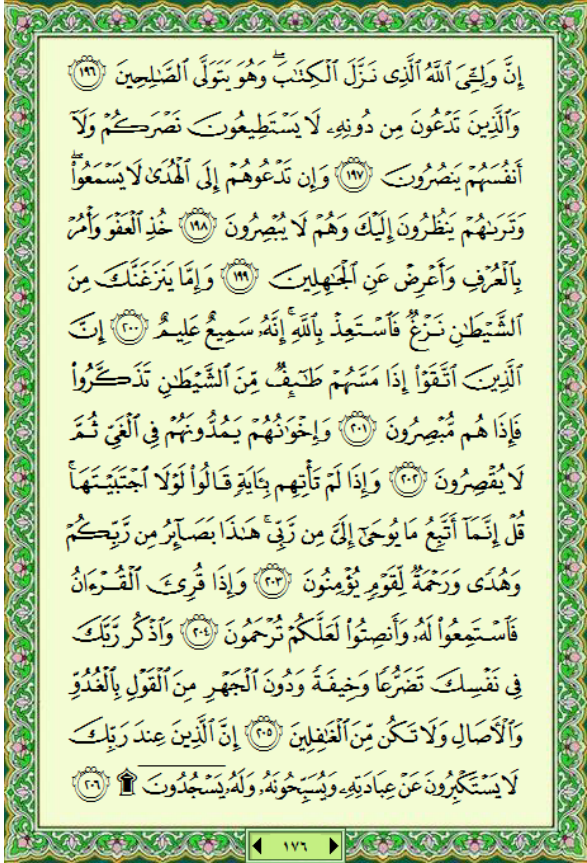 إِنَّ وَلِـِّۧيَ ٱللَّهُ ٱلَّذِى نَزَّلَ ٱلْكِتَـٰبَ ۖ وَهُوَ يَتَوَلَّى ٱلصَّـٰلِحِينَ ١٩٦
وَٱلَّذِينَ تَدْعُونَ مِن دُونِهِۦ لَا يَسْتَطِيعُونَ نَصْرَكُمْ وَلَآ
أَنفُسَهُمْ يَنصُرُونَ ١٩٧ وَإِن تَدْعُوهُمْ إِلَى ٱلْهُدَىٰ لَا يَسْمَعُوا۟ ۖ
وَتَرَىٰهُمْ يَنظُرُونَ إِلَيْكَ وَهُمْ لَا يُبْصِرُونَ ١٩٨ خُذِ ٱلْعَفْوَ وَأْمُرْ
بِٱلْعُرْفِ وَأَعْرِضْ عَنِ ٱلْجَـٰهِلِينَ ١٩٩ وَإِمَّا يَنزَغَنَّكَ مِنَ
ٱلشَّيْطَـٰنِ نَزْغٌ فَٱسْتَعِذْ بِٱللَّهِ ۚ إِنَّهُۥ سَمِيعٌ عَلِيمٌ ٢٠٠ إِنَّ
ٱلَّذِينَ ٱتَّقَوْا۟ إِذَا مَسَّهُمْ طَـٰٓئِفٌ مِّنَ ٱلشَّيْطَـٰنِ تَذَكَّرُوا۟
فَإِذَا هُم مُّبْصِرُونَ ٢٠١ وَإِخْوَٰنُهُمْ يَمُدُّونَهُمْ فِى ٱلْغَىِّ ثُمَّ
لَا يُقْصِرُونَ ٢٠٢ وَإِذَا لَمْ تَأْتِهِم بِـَٔايَةٍ قَالُوا۟ لَوْلَا ٱجْتَبَيْتَهَا ۚ
قُلْ إِنَّمَآ أَتَّبِعُ مَا يُوحَىٰٓ إِلَىَّ مِن رَّبِّى ۚ هَـٰذَا بَصَآئِرُ مِن رَّبِّكُمْ
وَهُدًى وَرَحْمَةٌ لِّقَوْمٍ يُؤْمِنُونَ ٢٠٣ وَإِذَا قُرِئَ ٱلْقُرْءَانُ
فَٱسْتَمِعُوا۟ لَهُۥ وَأَنصِتُوا۟ لَعَلَّكُمْ تُرْحَمُونَ ٢٠٤ وَٱذْكُر رَّبَّكَ
فِى نَفْسِكَ تَضَرُّعًا وَخِيفَةً وَدُونَ ٱلْجَهْرِ مِنَ ٱلْقَوْلِ بِٱلْغُدُوِّ
وَٱلْـَٔاصَالِ وَلَا تَكُن مِّنَ ٱلْغَـٰفِلِينَ ٢٠٥ إِنَّ ٱلَّذِينَ عِندَ رَبِّكَ
لَا يَسْتَكْبِرُونَ عَنْ عِبَادَتِهِۦ وَيُسَبِّحُونَهُۥ وَلَهُۥ يَسْجُدُونَ ۩ ٢٠٦
١٧٦